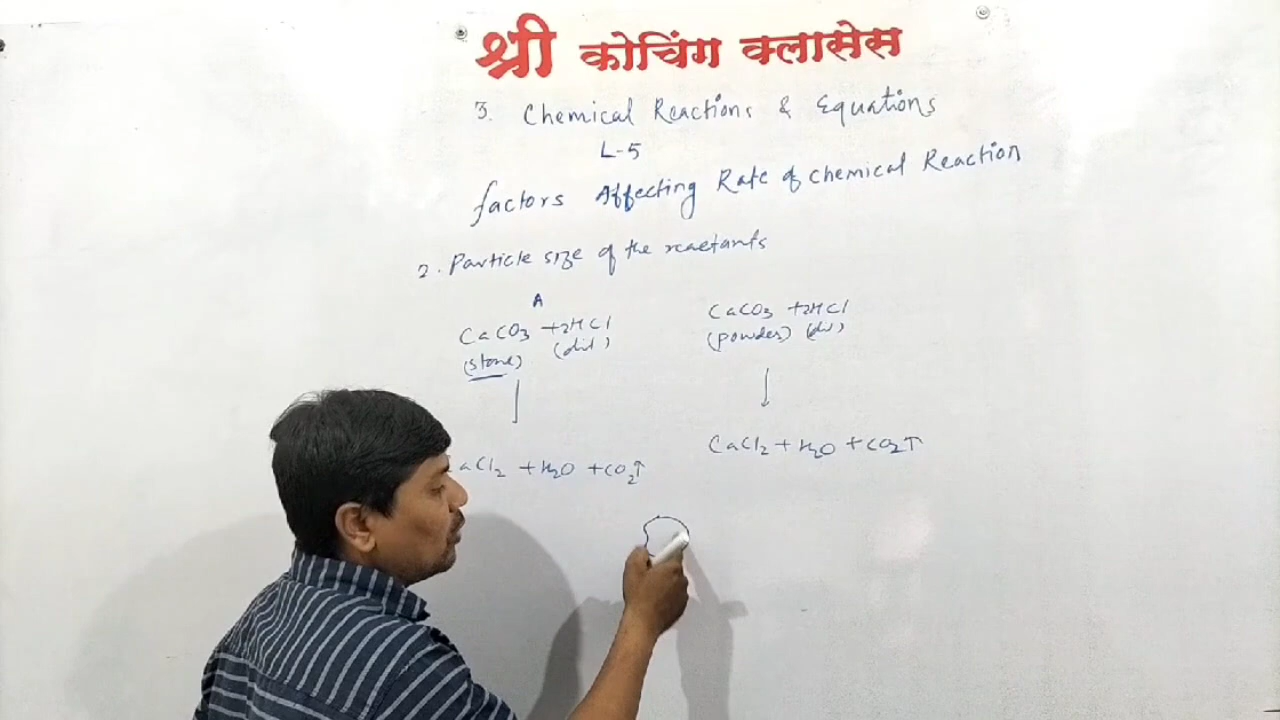 श्री कोचिंग क्लासेस
3. Chemical Reactions & Equations
L-5
factors Affecting Rate of chemical Reaction
2. Particle size of the reactants
A
CaCO3 +2HCl
(stone) (dil)
aCl2 +H2O +CO2↑
CaCO3 +2HCl
(powder) (dil)
↓
CaCl2 + H2O +CO2↑